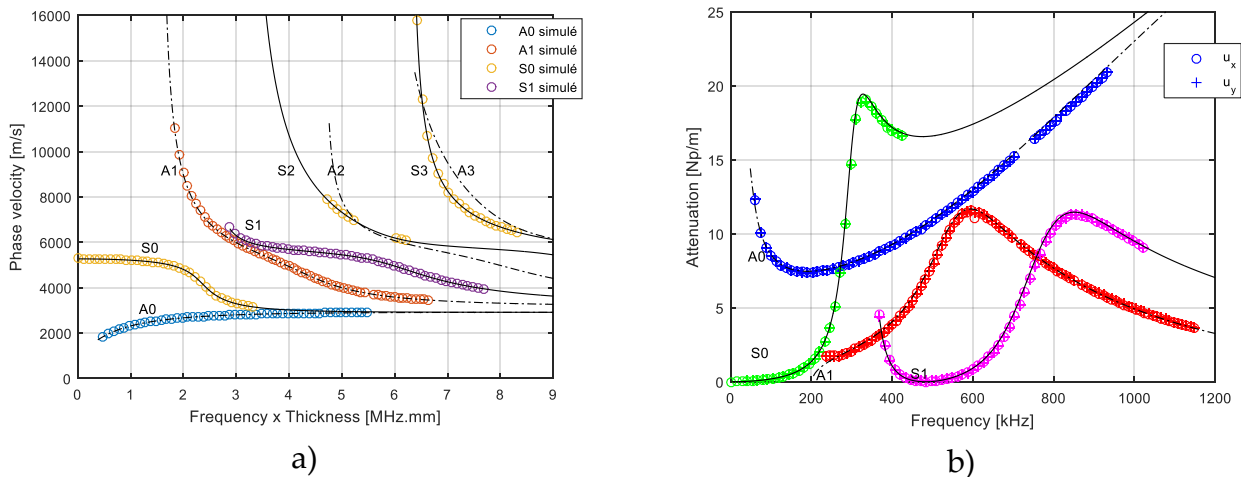 16000
14000
12000
10000
8000
6000
4000
2000
0
Phase velocity [m/s]
A0 simulé
A1 simulé
S0 simulé
S1 simulé
A1
S2
A2
S3
A3
S1
S0
A0
0 1 2 3 4 5 6 7 8 9
Frequency x Thickness [MHz.mm]
a)
25
20
15
10
5
0
Attenuation [Np/m]
u_x
u_y
A0
S0
A1
S1
0 200 400 600 800 1000 1200
Frequency [kHz]
b)